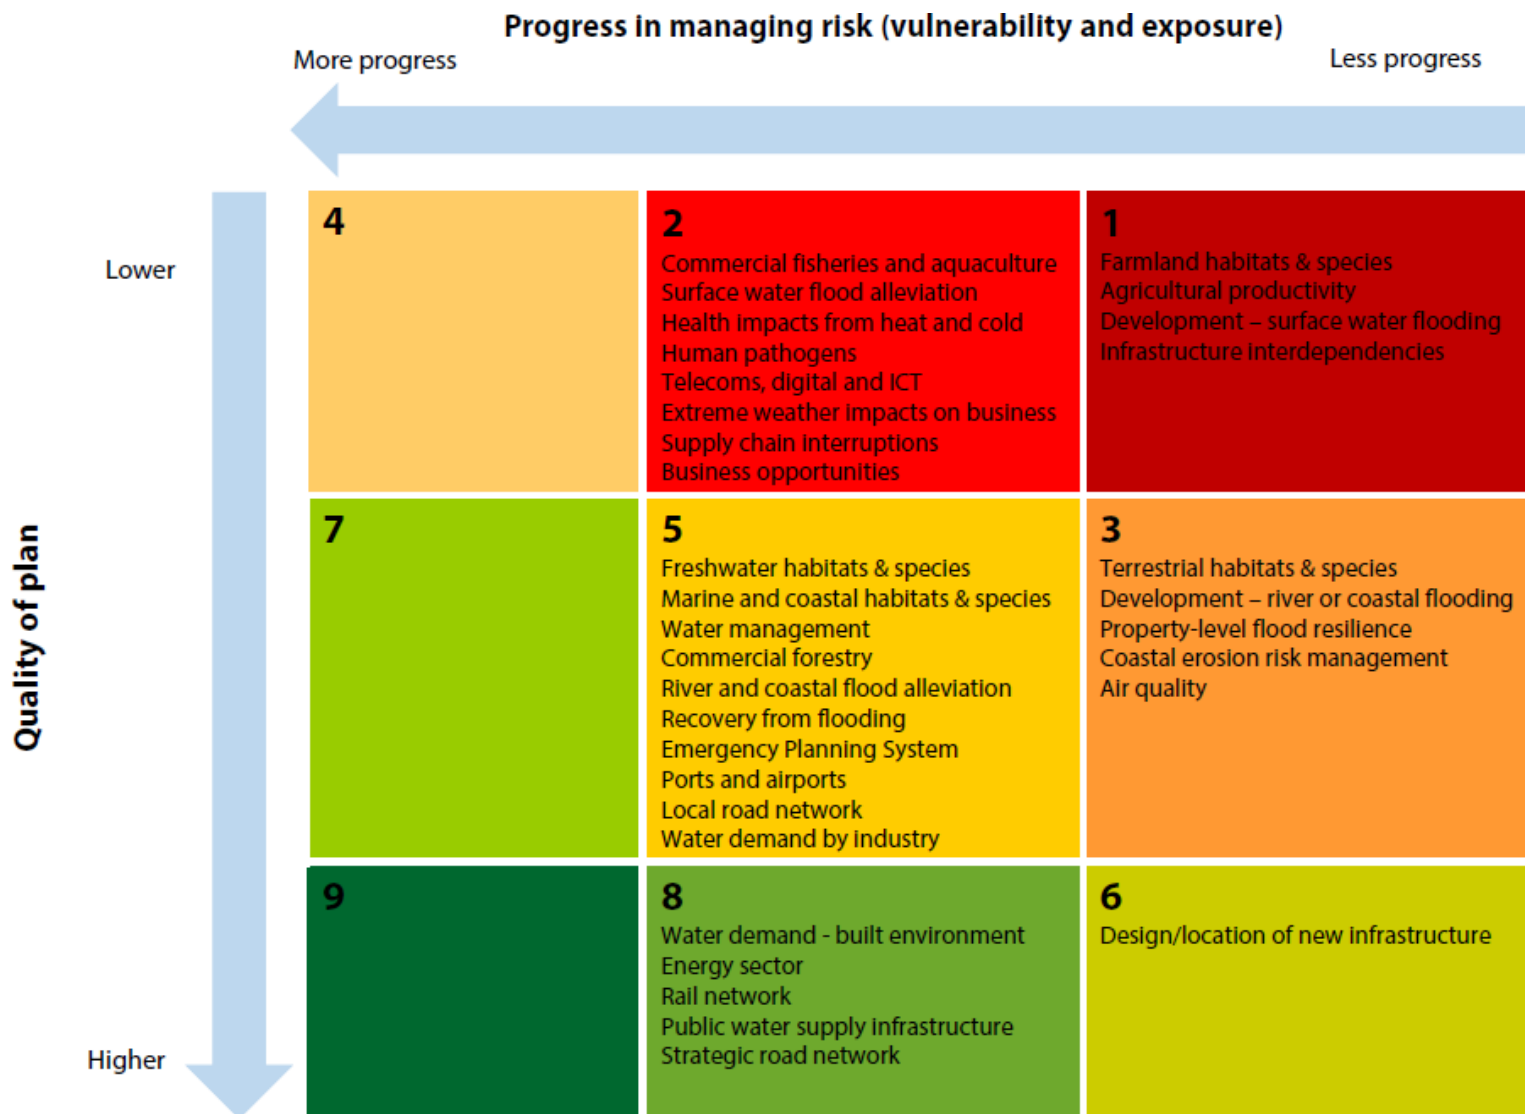 Progress in managing risk (vulnerability and exposure)
More progress
Less progress
Quality of plan
Lower
Higher
4
2
Commercial fisheries and aquaculture
Surface water flood alleviation
Health impacts from heat and cold
Human pathogens
Telecoms, digital and ICT
Extreme weather impacts on business
Supply chain interruptions
Business opportunities
1
Farmland habitats & species
Agricultural productivity
Development – surface water flooding
Infrastructure interdependencies
7
5
Freshwater habitats & species
Marine and coastal habitats & species
Water management
Commercial forestry
River and coastal flood alleviation
Recovery from flooding
Emergency Planning System
Ports and airports
Local road network
Water demand by industry
3
Terrestrial habitats & species
Development – river or coastal flooding
Property-level flood resilience
Coastal erosion risk management
Air quality
9
8
Water demand - built environment
Energy sector
Rail network
Public water supply infrastructure
Strategic road network
6
Design/location of new infrastructure